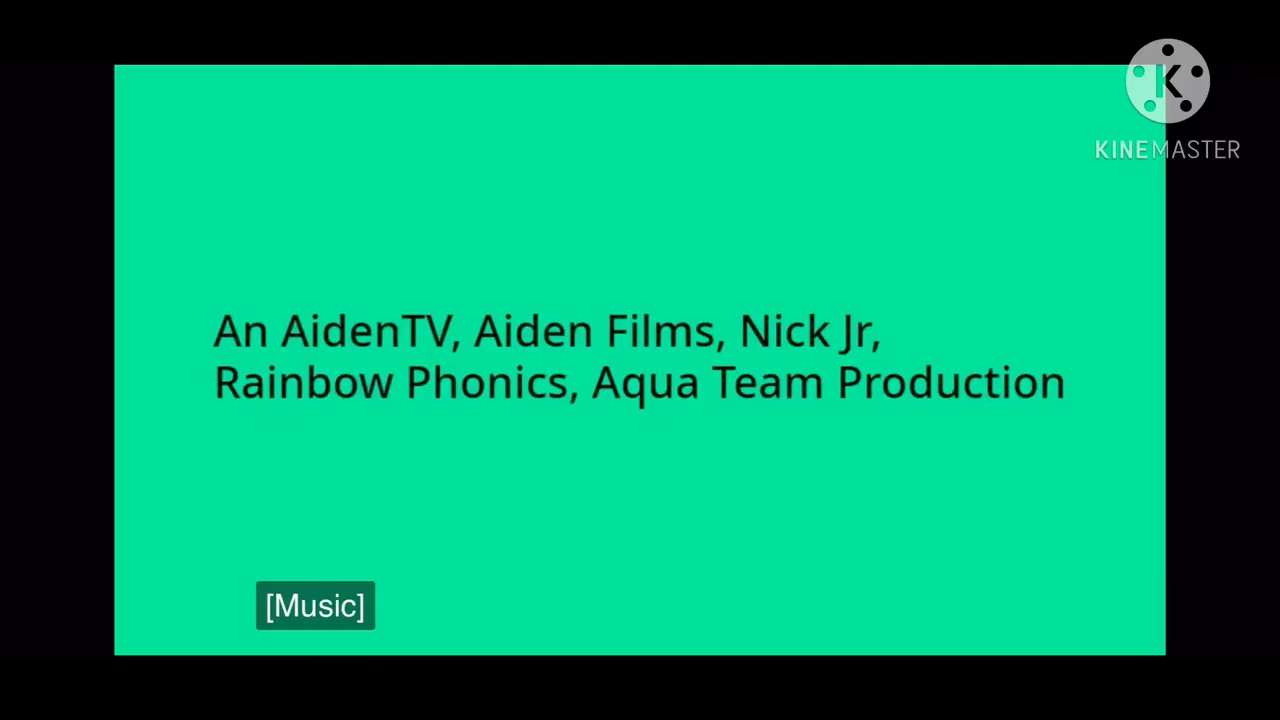 K
KINEMASTER
An AidenTV, Aiden Films, Nick Jr,
Rainbow Phonics, Aqua Team Production
[Music]